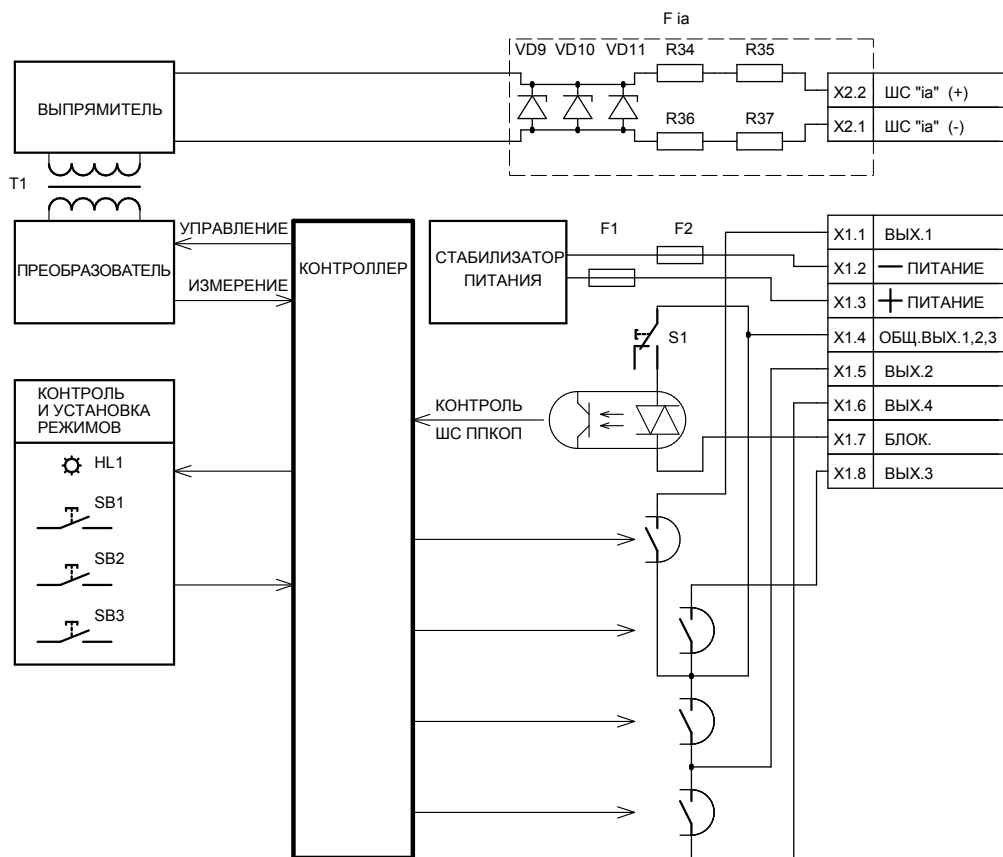 F ia
VD9 VD10 VD11 R34 R35
ВЫПРЯМИТЕЛЬ
X2.2 ШС "ia" (+)
X2.1 ШС "ia" (-)
R36 R37
T1
ПРЕОБРАЗОВАТЕЛЬ
УПРАВЛЕНИЕ
ИЗМЕРЕНИЕ
КОНТРОЛЛЕР
СТАБИЛИЗАТОР
ПИТАНИЯ
F1 F2
X1.1 ВЫХ.1
X1.2 — ПИТАНИЕ
X1.3 + ПИТАНИЕ
X1.4 ОБЩ.ВЫХ.1,2,3
X1.5 ВЫХ.2
X1.6 ВЫХ.4
X1.7 БЛОК.
X1.8 ВЫХ.3
S1
КОНТРОЛЬ
ШС ППКОП
КОНТРОЛЬ
И УСТАНОВКА
РЕЖИМОВ
HL1
SB1
SB2
SB3